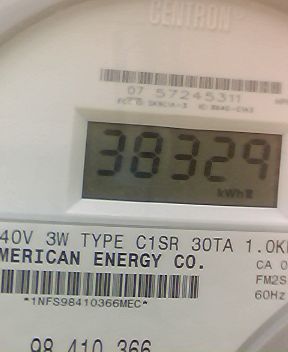 CENTRON®
07 57245311
38329
kWh
40V 3W TYPE C1SR 30TA 1.0K
MERICAN ENERGY CO.
CA 0
FM2S
*1NFS98410366MEC*
60Hz
98 410 366